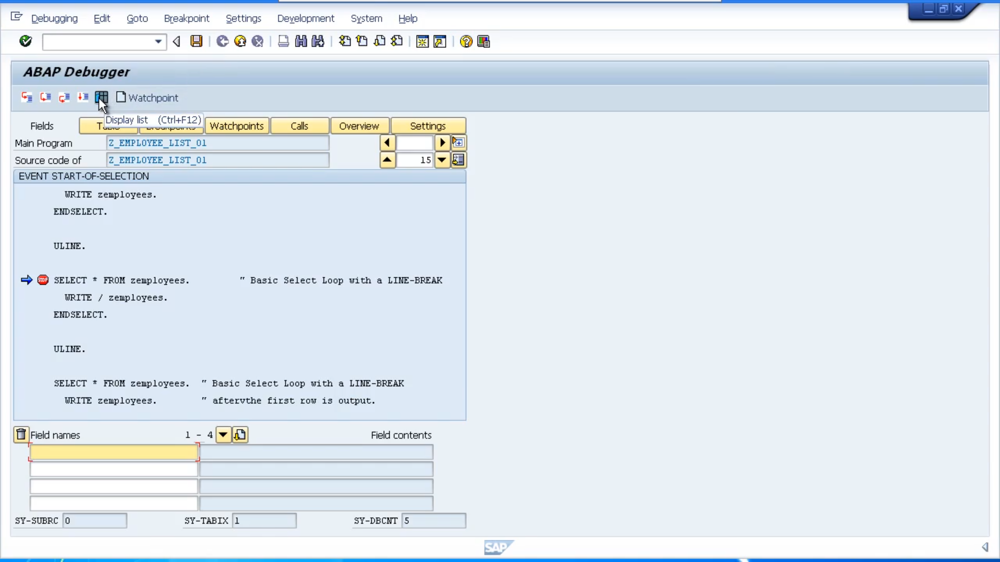 Debugging Edit Goto Breakpoint Settings Development System Help
ABAP Debugger
Watchpoint
Display list (Ctrl+F12)
Fields Watchpoints Calls Overview Settings
Main Program Z_EMPLOYEE_LIST_01
Source code of Z_EMPLOYEE_LIST_01 15
EVENT START-OF-SELECTION
WRITE zemployees.
ENDSELECT.
ULINE.
STOP SELECT * FROM zemployees. " Basic Select Loop with a LINE-BREAK
WRITE / zemployees.
ENDSELECT.
ULINE.
SELECT * FROM zemployees. " Basic Select Loop with a LINE-BREAK
WRITE zemployees. " aftervthe first row is output.
Field names 1 - 4 Field contents
SY-SUBRC 0 SY-TABIX 1 SY-DBCNT 5
SAP